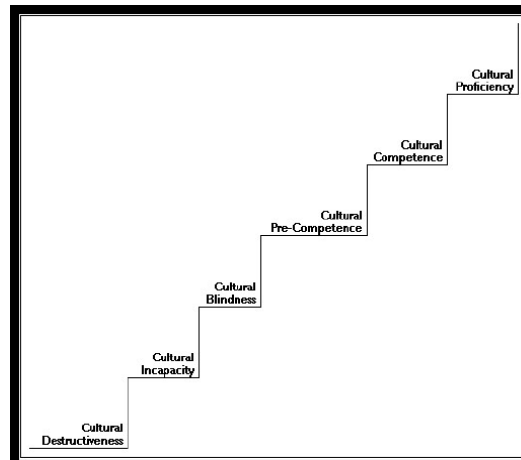 Cultural
Proficiency
Cultural
Competence
Cultural
Pre-Competence
Cultural
Blindness
Cultural
Incapacity
Cultural
Destructiveness